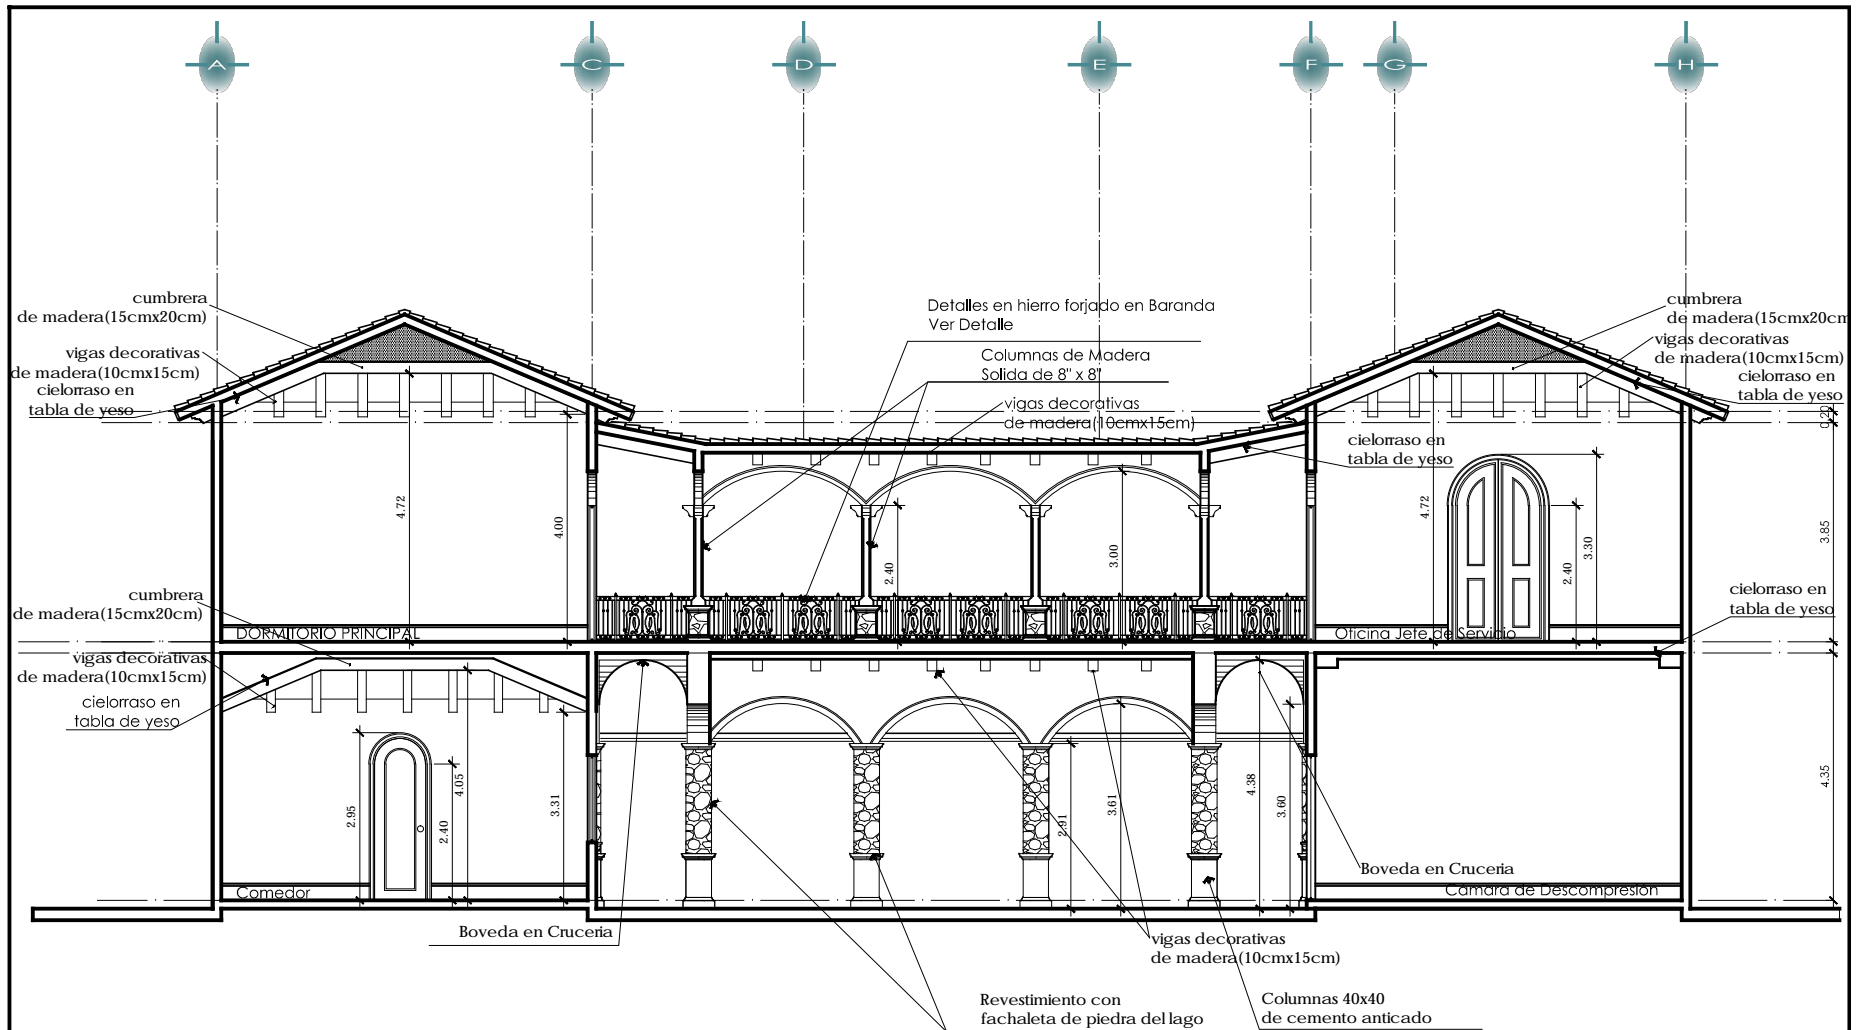 A C D E F G H
cumbrera
de madera(15cmx20cm)
vigas decorativas
de madera(10cmx15cm)
cielorraso en
tabla de yeso
Detalles en hierro forjado en Baranda
Ver Detalle
Columnas de Madera
Solida de 8" x 8"
vigas decorativas
de madera(10cmx15cm)
cielorraso en
tabla de yeso
cumbrera
de madera(15cmx20cm
vigas decorativas
de madera(10cmx15cm)
cielorraso en
tabla de yeso
0.20
4.72
4.00
2.40
3.00
4.72
2.40
3.30
3.85
cumbrera
de madera(15cmx20cm)
DORMITORIO PRINCIPAL
Oficina Jefe de Servicio
cielorraso en
tabla de yeso
vigas decorativas
de madera(10cmx15cm)
cielorraso en
tabla de yeso
2.95
2.40
4.05
3.31
2.91
3.61
4.38
3.60
4.35
Comedor
Boveda en Cruceria
Cámara de Descompresión
Boveda en Cruceria
vigas decorativas
de madera(10cmx15cm)
Revestimiento con
fachaleta de piedra del lago
Columnas 40x40
de cemento anticado